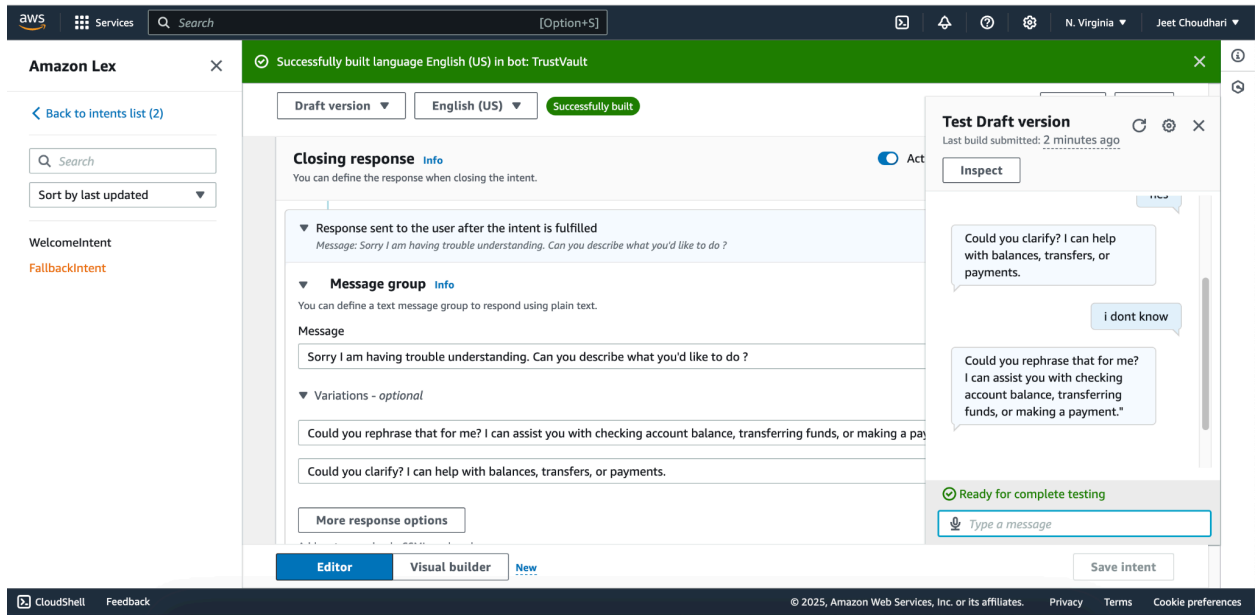 aws
Services
Search
[Option+S]
N. Virginia ▼
Jeet Choudhari ▼
Amazon Lex
Back to intents list (2)
Search
Sort by last updated
WelcomeIntent
FallbackIntent
Successfully built language English (US) in bot: TrustVault
Draft version ▼
English (US) ▼
Successfully built
Closing response Info
You can define the response when closing the intent.
Act
Response sent to the user after the intent is fulfilled
Message: Sorry I am having trouble understanding. Can you describe what you'd like to do ?
Message group Info
You can define a text message group to respond using plain text.
Message
Sorry I am having trouble understanding. Can you describe what you'd like to do ?
Variations - optional
Could you rephrase that for me? I can assist you with checking account balance, transferring funds, or making a pay
Could you clarify? I can help with balances, transfers, or payments.
More response options
Editor
Visual builder
New
Save intent
Test Draft version
Last build submitted: 2 minutes ago
Inspect
Could you clarify? I can help
with balances, transfers, or
payments.
i dont know
Could you rephrase that for me?
I can assist you with checking
account balance, transferring
funds, or making a payment."
Ready for complete testing
Type a message
CloudShell
Feedback
© 2025, Amazon Web Services, Inc. or its affiliates.
Privacy
Terms
Cookie preferences